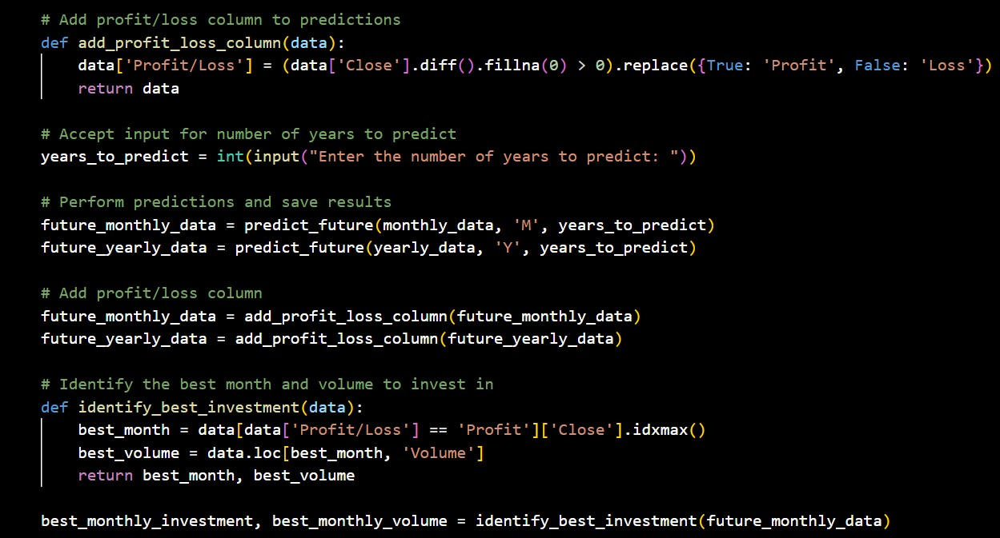 # Add profit/loss column to predictions
def add_profit_loss_column(data):
    data['Profit/Loss'] = (data['Close'].diff().fillna(0) > 0).replace({True: 'Profit', False: 'Loss'})
    return data

# Accept input for number of years to predict
years_to_predict = int(input("Enter the number of years to predict: "))

# Perform predictions and save results
future_monthly_data = predict_future(monthly_data, 'M', years_to_predict)
future_yearly_data = predict_future(yearly_data, 'Y', years_to_predict)

# Add profit/loss column
future_monthly_data = add_profit_loss_column(future_monthly_data)
future_yearly_data = add_profit_loss_column(future_yearly_data)

# Identify the best month and volume to invest in
def identify_best_investment(data):
    best_month = data[data['Profit/Loss'] == 'Profit']['Close'].idxmax()
    best_volume = data.loc[best_month, 'Volume']
    return best_month, best_volume

best_monthly_investment, best_monthly_volume = identify_best_investment(future_monthly_data)